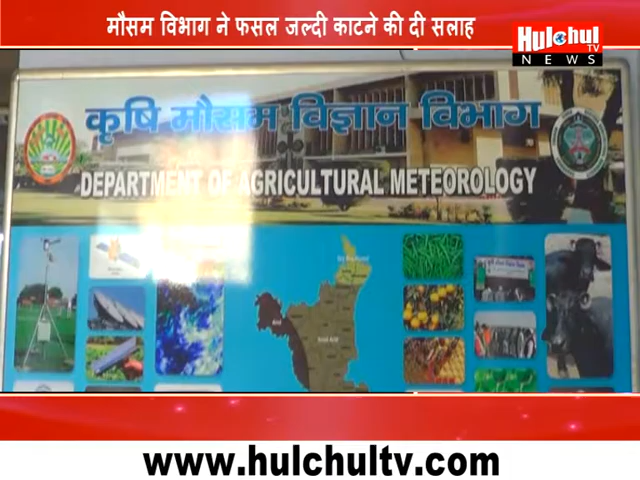 मौसम विभाग ने फसल जल्दी काटने की दी सलाह
Hulchul
TV
NEWS
कृषि मौसम विज्ञान विभाग
DEPARTMENT OF AGRICULTURAL METEOROLOGY
www.hulchultv.com